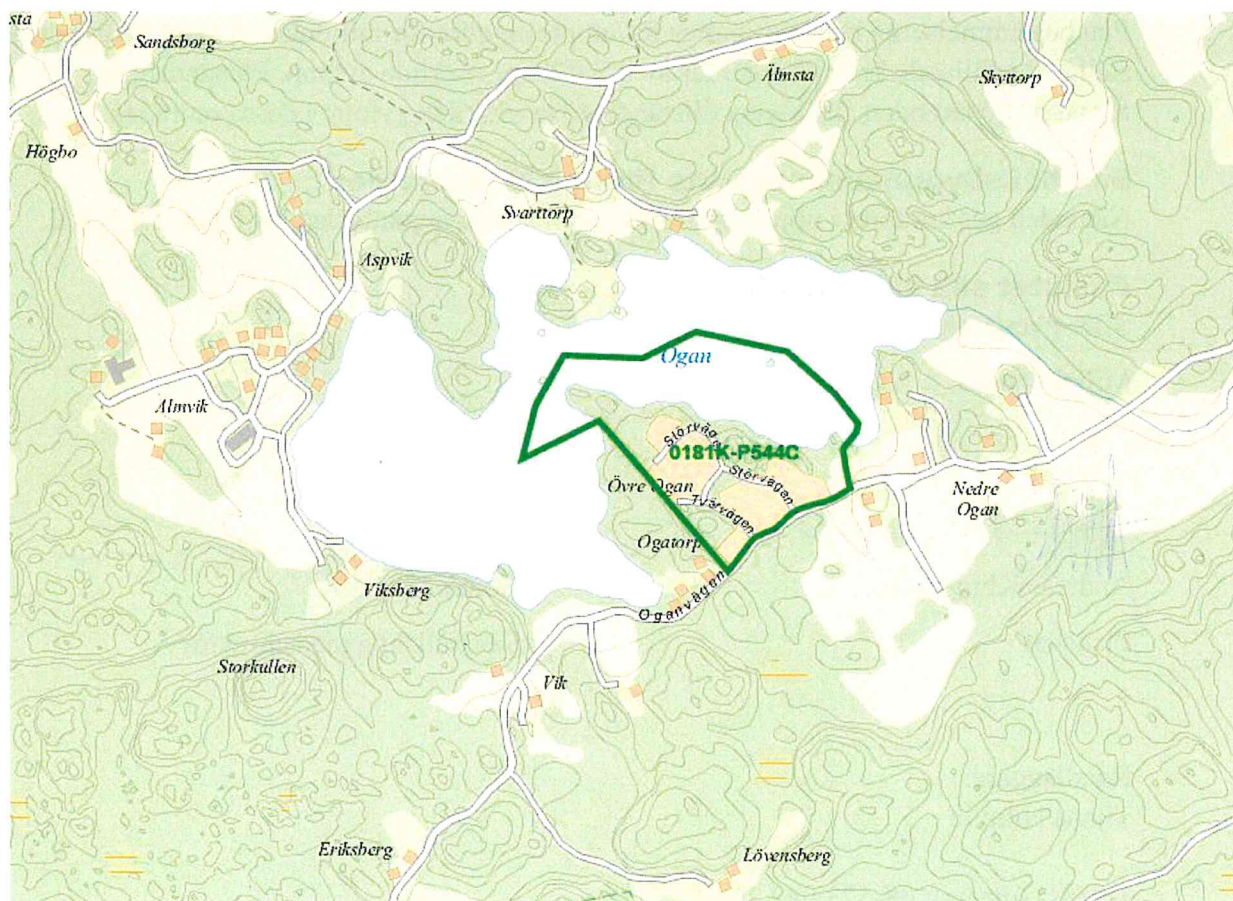 sta
Sandsborg
Älmsta
Skyttorp
Högbo
Svarttorp
Aspvik
Ogan
Almvik
Störvägen
0181K-P544C
Störvägen
Övre Ogan
Tvärvägen
Nedre
Ogan
Ogatorp
Oganvägen
Viksberg
Storkullen
Vik
Eriksberg
Lövensberg